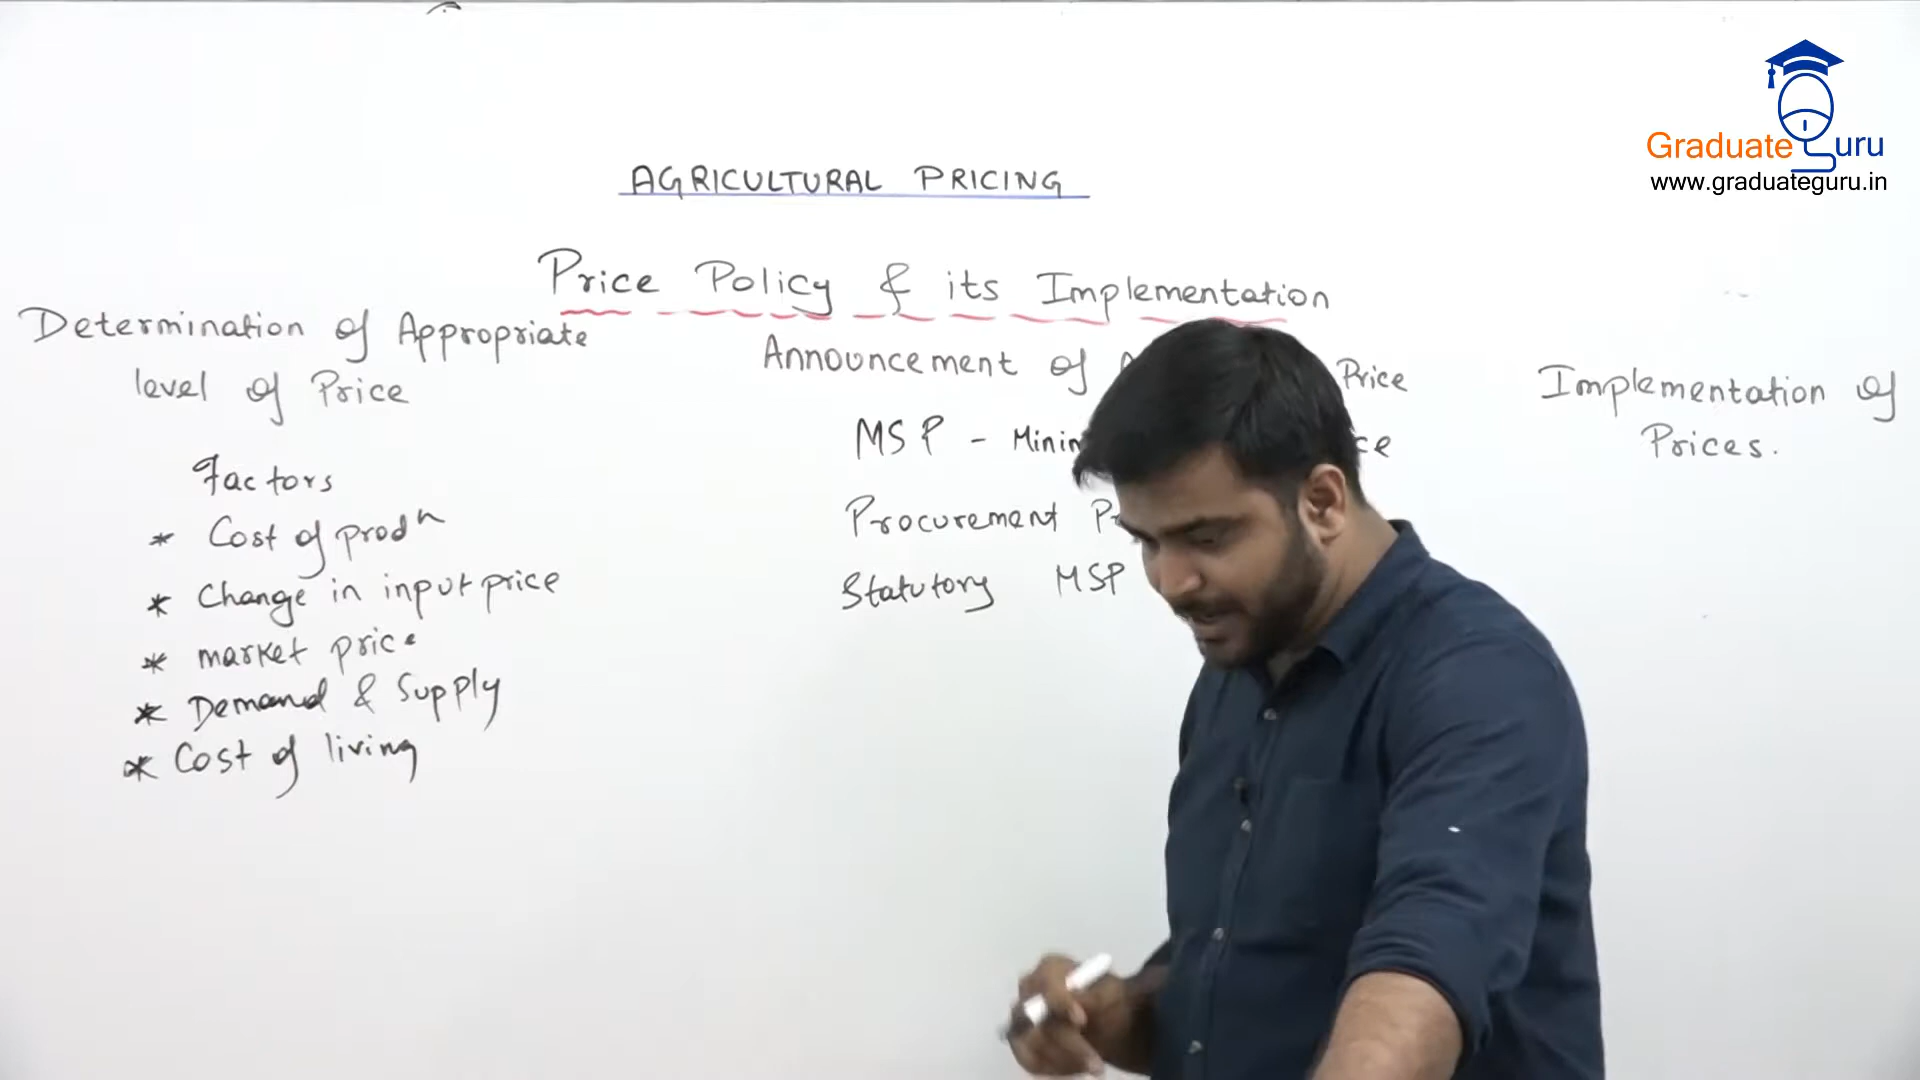 Graduate Guru
www.graduateguru.in
AGRICULTURAL PRICING
Price Policy & its Implementation
Determination of Appropriate
level of Price
Factors
* Cost of prodn
* Change in input price
* market price
* Demand & Supply
* Cost of living
Announcement of Price
MSP -
Procurement
Statutory MSP
Implementation of
Prices.